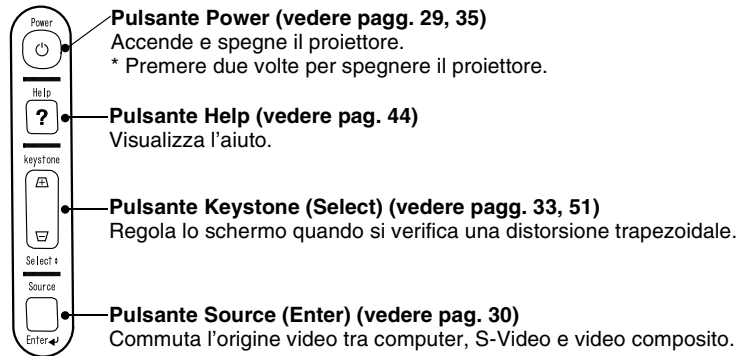 Power
Pulsante Power (vedere pagg. 29, 35)
Accende e spegne il proiettore.
* Premere due volte per spegnere il proiettore.
Help
?
Pulsante Help (vedere pag. 44)
Visualizza l'aiuto.
keystone
Pulsante Keystone (Select) (vedere pagg. 33, 51)
Regola lo schermo quando si verifica una distorsione trapezoidale.
Select
Source
Pulsante Source (Enter) (vedere pag. 30)
Commuta l'origine video tra computer, S-Video e video composito.
Enter